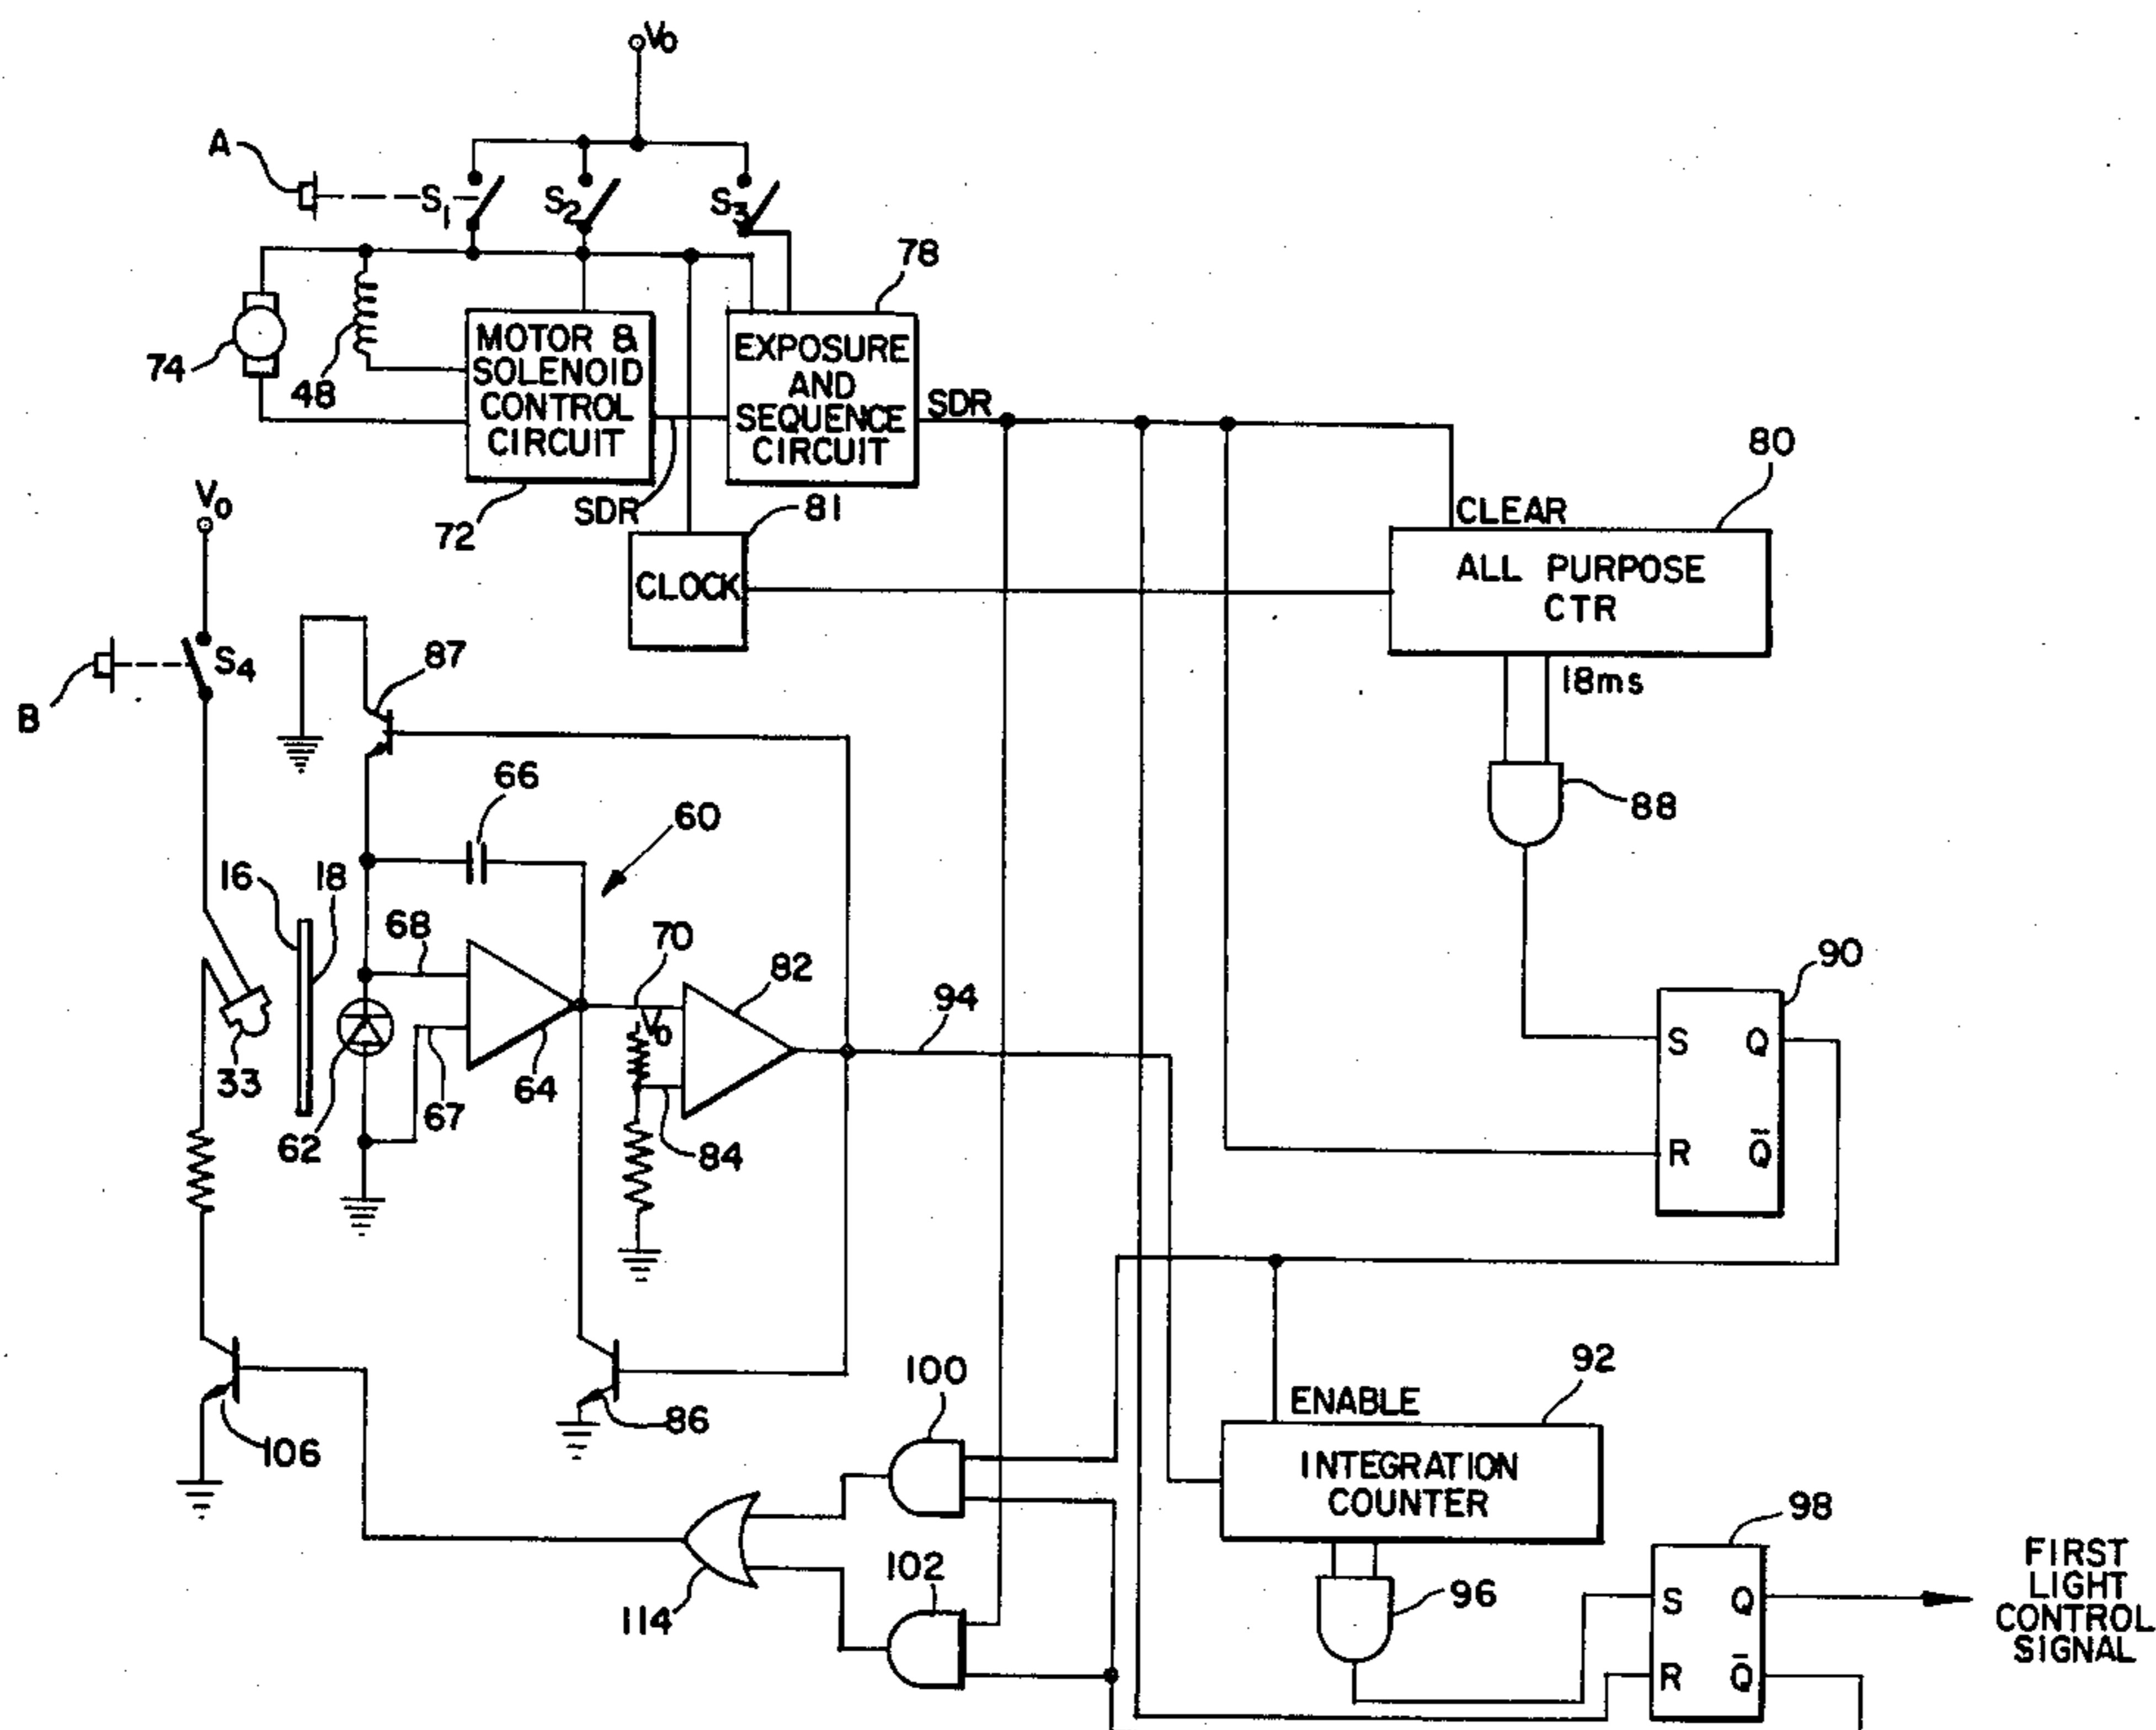 V₀
A
S₁
S₂
S₃
78
MOTOR &
SOLENOID
CONTROL
CIRCUIT
EXPOSURE
AND
SEQUENCE
CIRCUIT
74
48
SDR
80
V₀
72
SDR
81
CLEAR
CLOCK
ALL PURPOSE
CTR
S₄
87
B
18ms
66
60
88
16
18
68
70
82
90
94
V₀
S Q
33
64
67
62
84
R Q̄
100
92
ENABLE
86
106
INTEGRATION
COUNTER
98
102
FIRST
LIGHT
CONTROL
SIGNAL
96
S Q
114
R Q̄